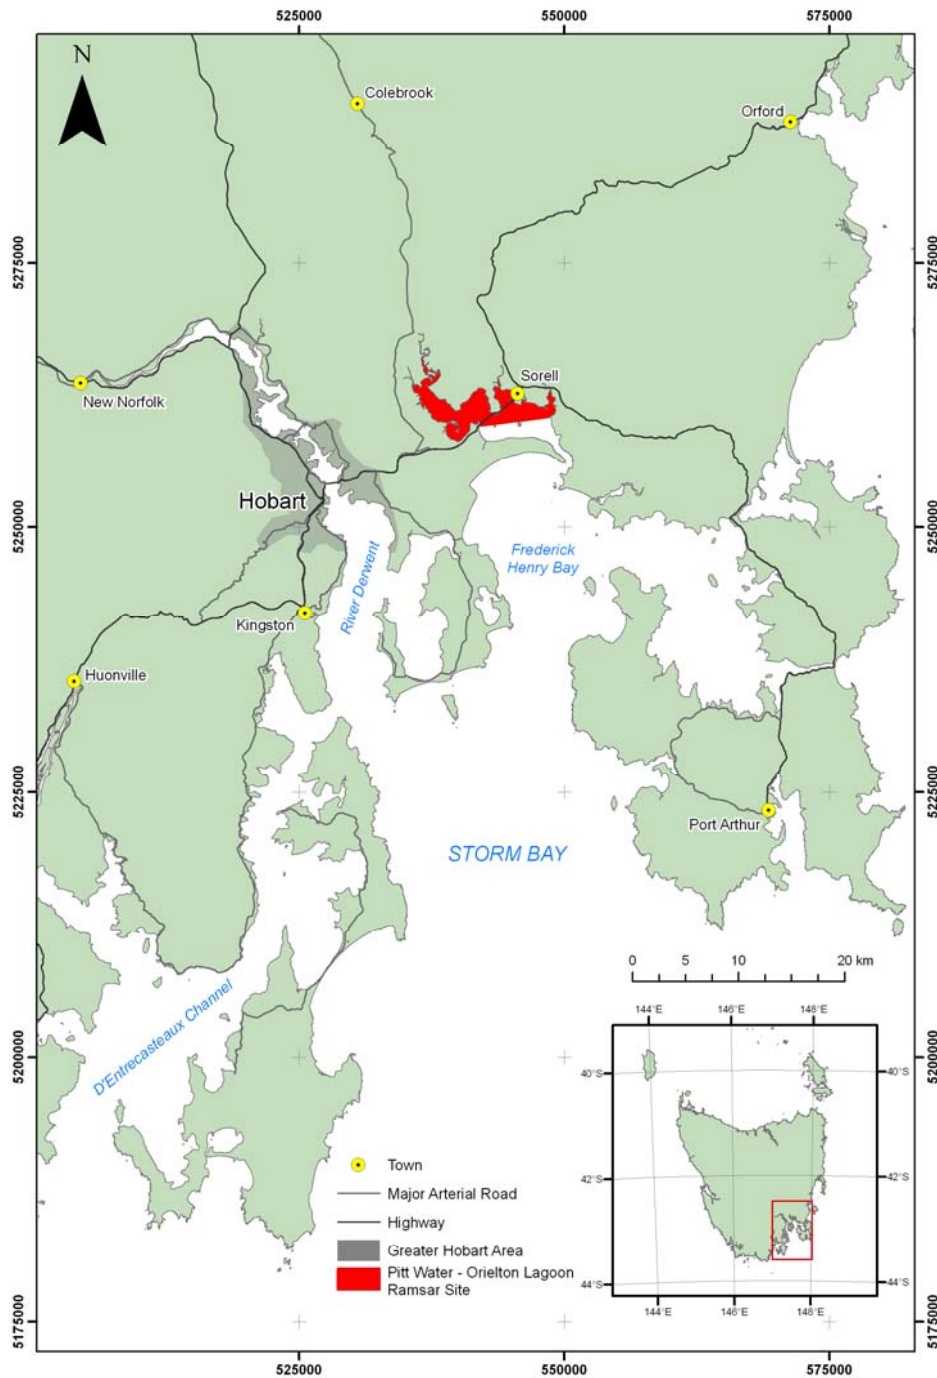 525000 550000 575000
N
Colebrook
Orford
5275000 5275000
New Norfolk
Sorell
Hobart
5250000 5250000
River Derwent
Frederick
Henry Bay
Kingston
Huonville
5225000 5225000
Port Arthur
STORM BAY
D'Entrecasteaux Channel
0 5 10 20 km
144°E 146°E 148°E
5200000 5200000
40°S 40°S
42°S 42°S
44°S 44°S
144°E 146°E 148°E
Town
Major Arterial Road
Highway
Greater Hobart Area
Pitt Water - Orielton Lagoon
Ramsar Site
5175000 5175000
525000 550000 575000